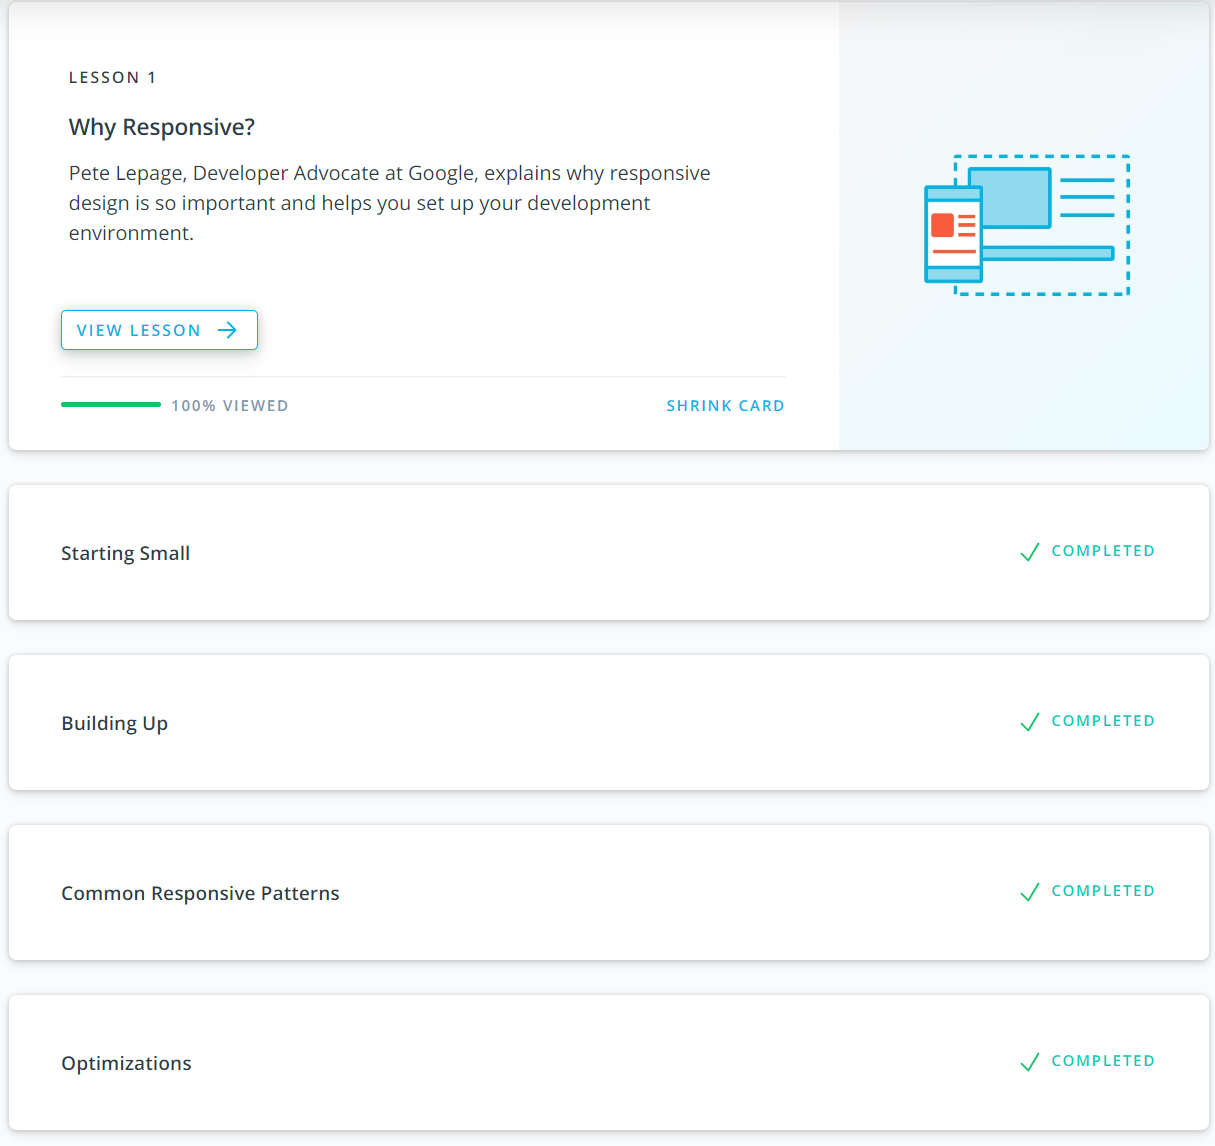 LESSON 1
Why Responsive?
Pete Lepage, Developer Advocate at Google, explains why responsive
design is so important and helps you set up your development
environment.
VIEW LESSON
100% VIEWED
SHRINK CARD
Starting Small
COMPLETED
Building Up
COMPLETED
Common Responsive Patterns
COMPLETED
Optimizations
COMPLETED